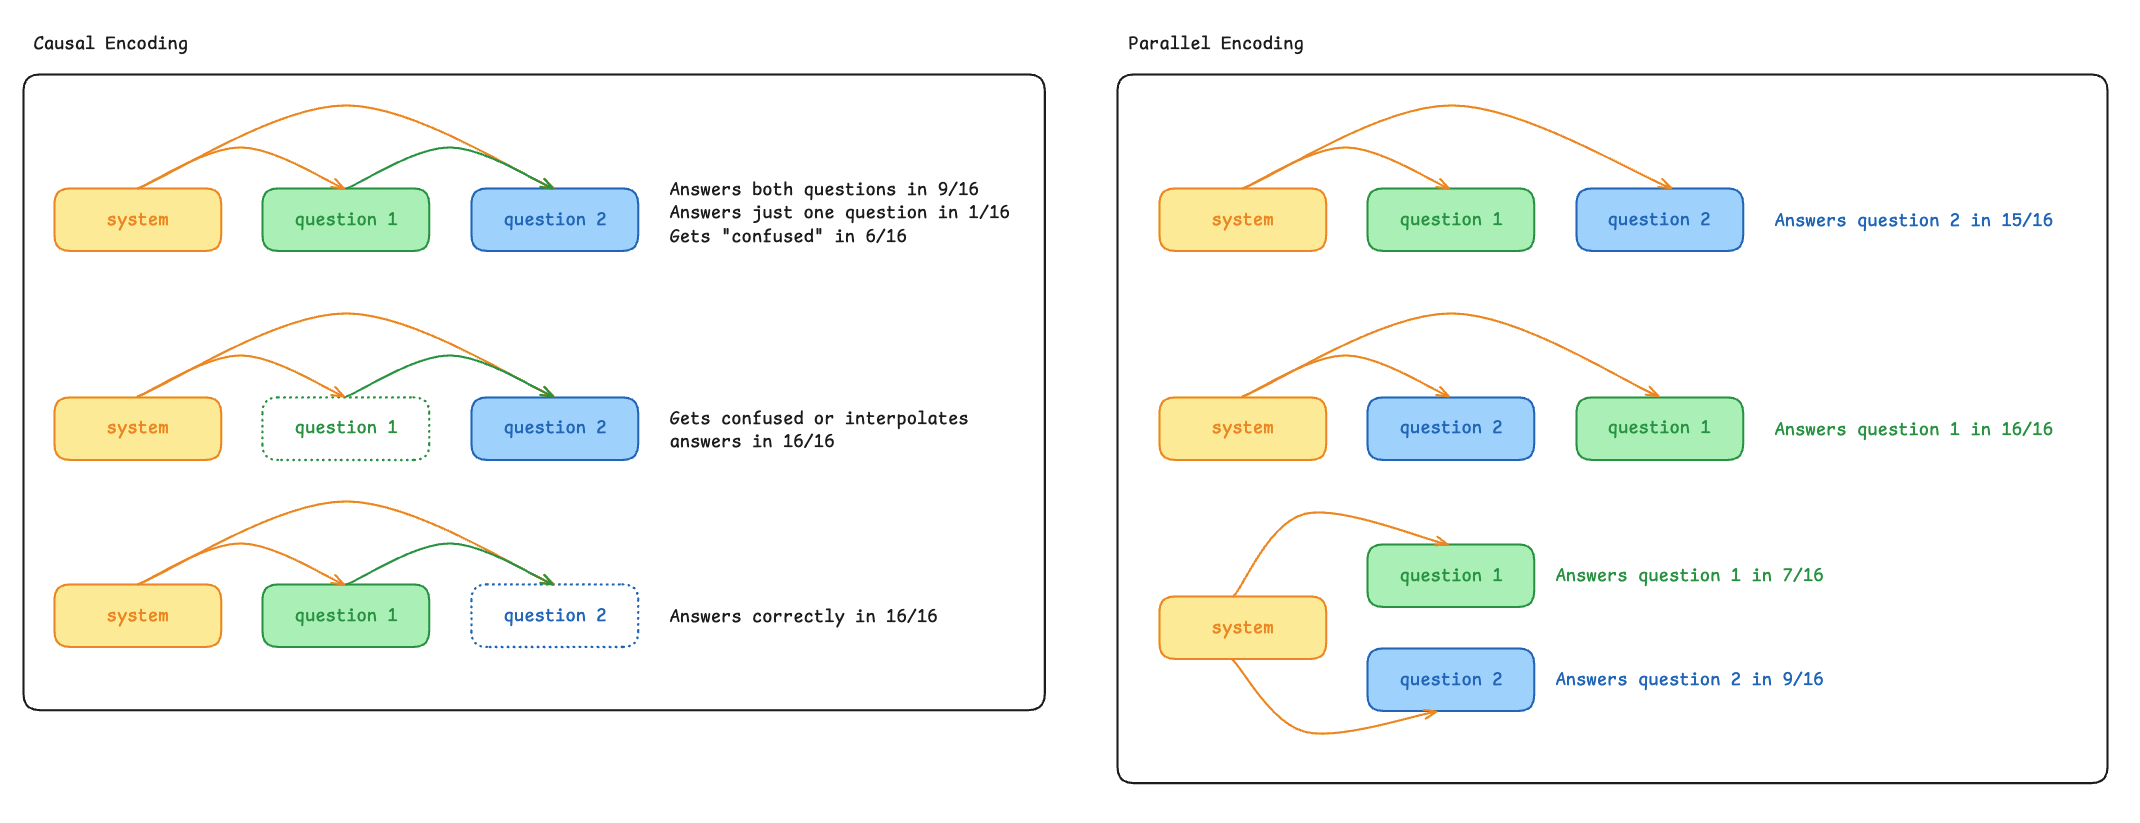 Causal Encoding
system
question 1
question 2
Answers both questions in 9/16
Answers just one question in 1/16
Gets "confused" in 6/16
system
question 1
question 2
Gets confused or interpolates
answers in 16/16
system
question 1
question 2
Answers correctly in 16/16
Parallel Encoding
system
question 1
question 2
Answers question 2 in 15/16
system
question 2
question 1
Answers question 1 in 16/16
question 1
Answers question 1 in 7/16
system
question 2
Answers question 2 in 9/16